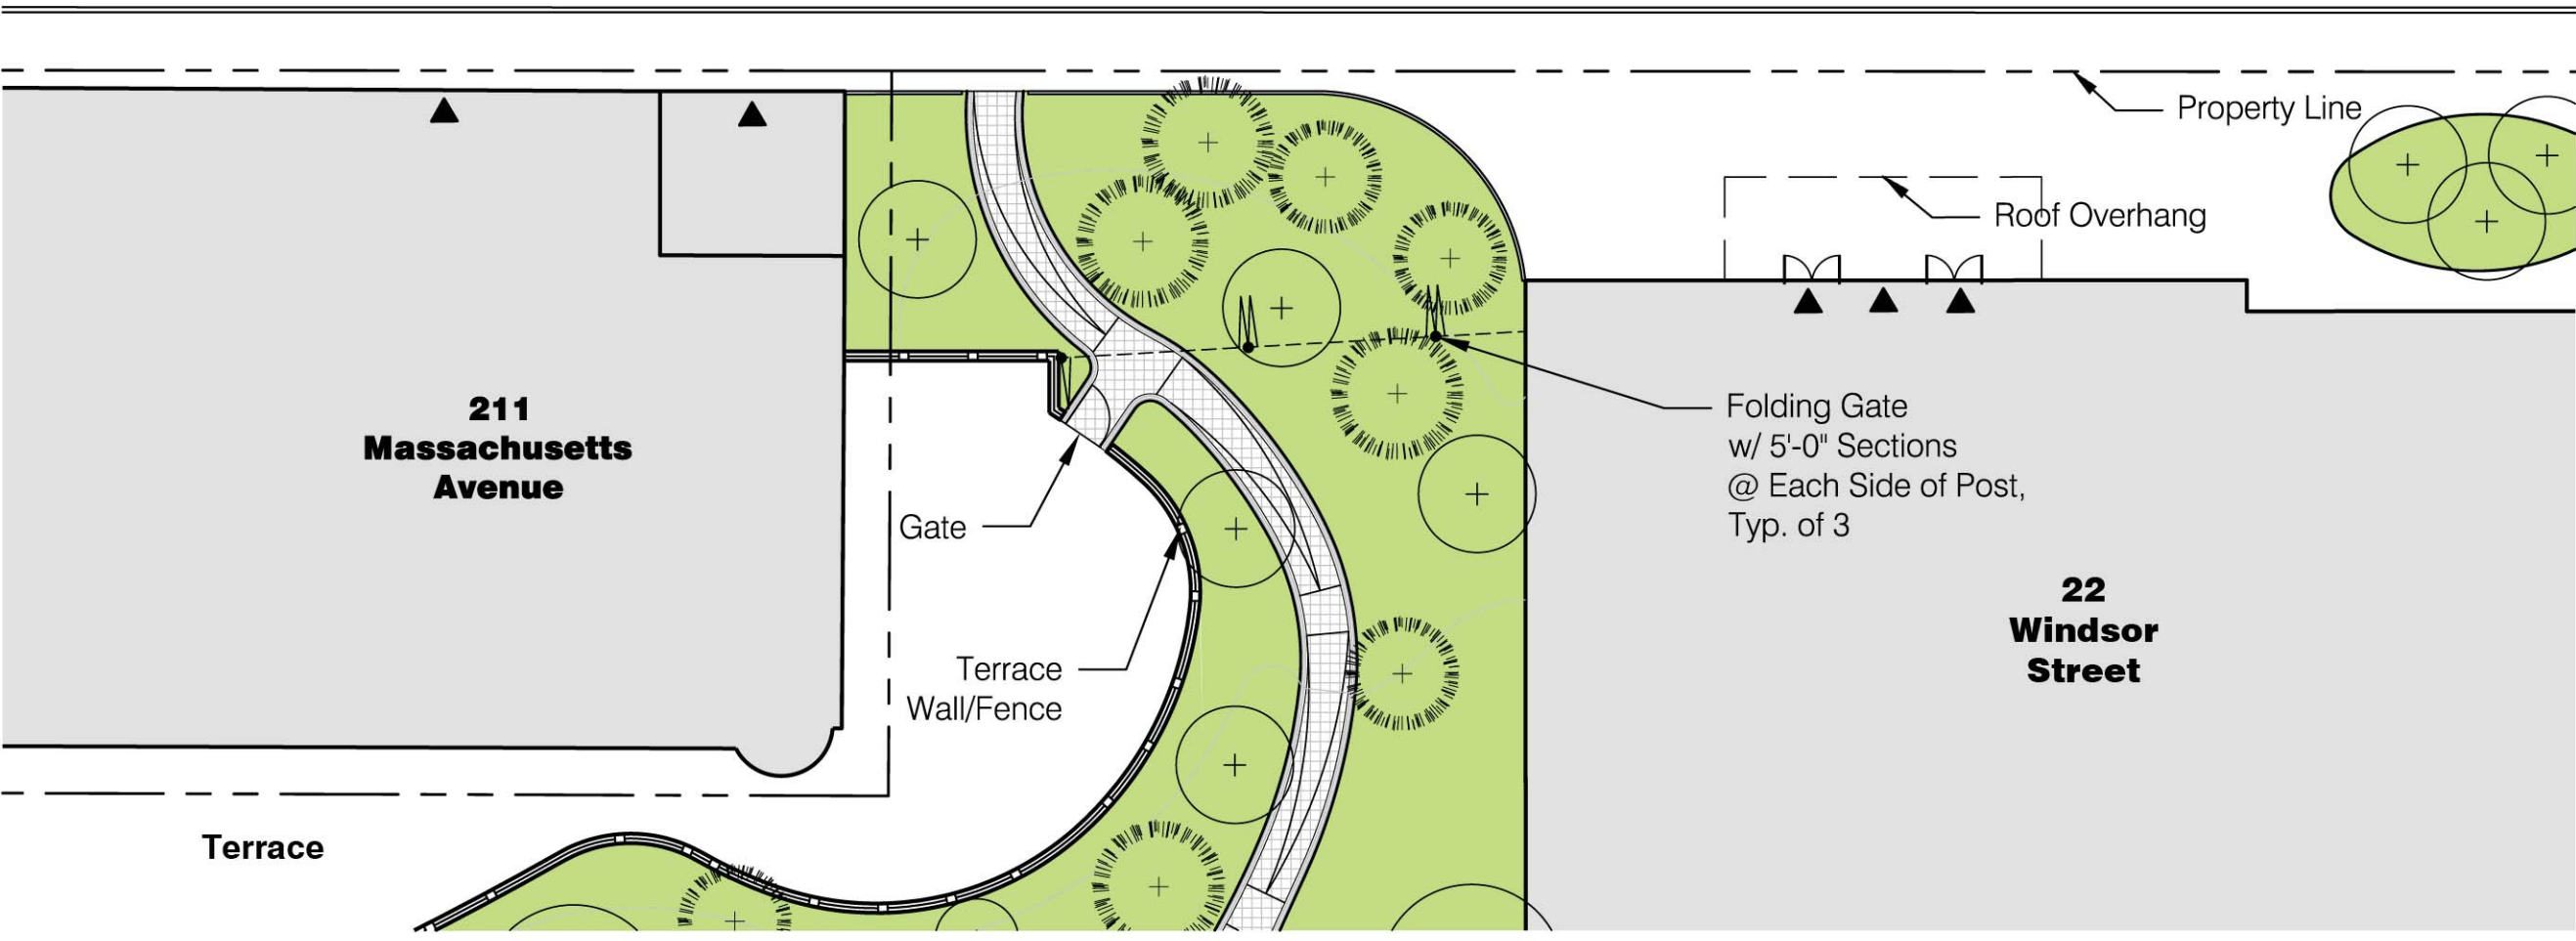 Property Line
Roof Overhang
211
Massachusetts
Avenue
Folding Gate
w/ 5'-0" Sections
@ Each Side of Post,
Typ. of 3
Gate
22
Windsor
Street
Terrace
Wall/Fence
Terrace